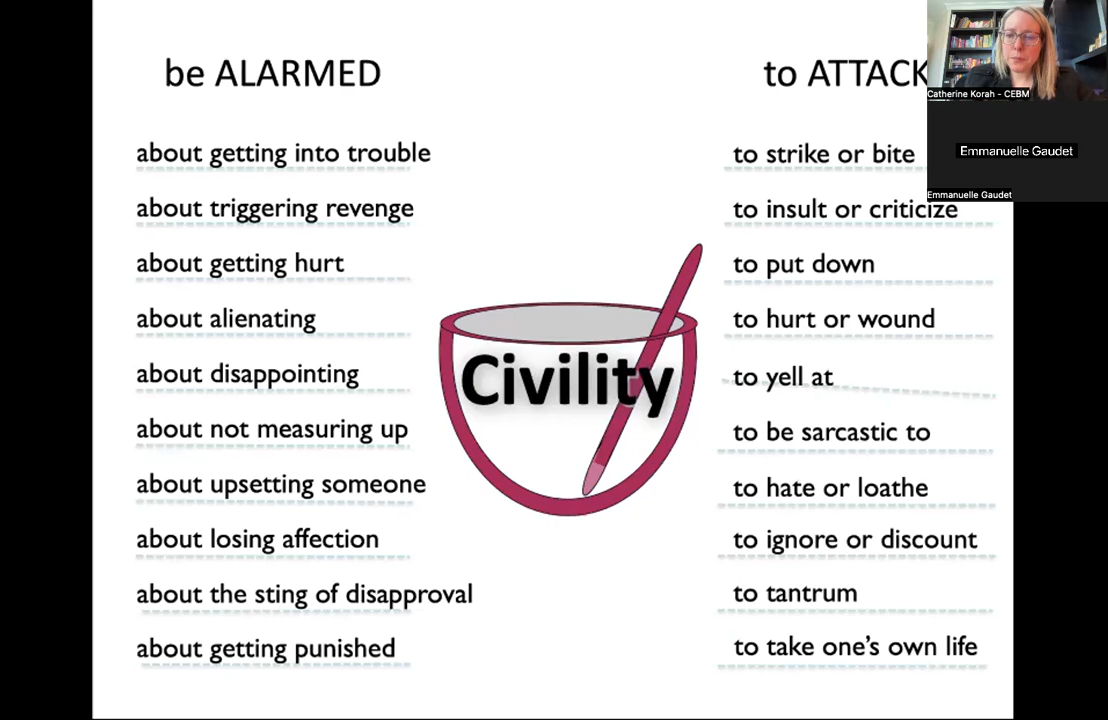 be ALARMED
about getting into trouble
about triggering revenge
about getting hurt
about alienating
about disappointing
about not measuring up
about upsetting someone
about losing affection
about the sting of disapproval
about getting punished
Civility
to ATTACK
to strike or bite
to insult or criticize
to put down
to hurt or wound
to yell at
to be sarcastic to
to hate or loathe
to ignore or discount
to tantrum
to take one’s own life
Catherine Korah - CEBM
Emmanuelle Gaudet
Emmanuelle Gaudet